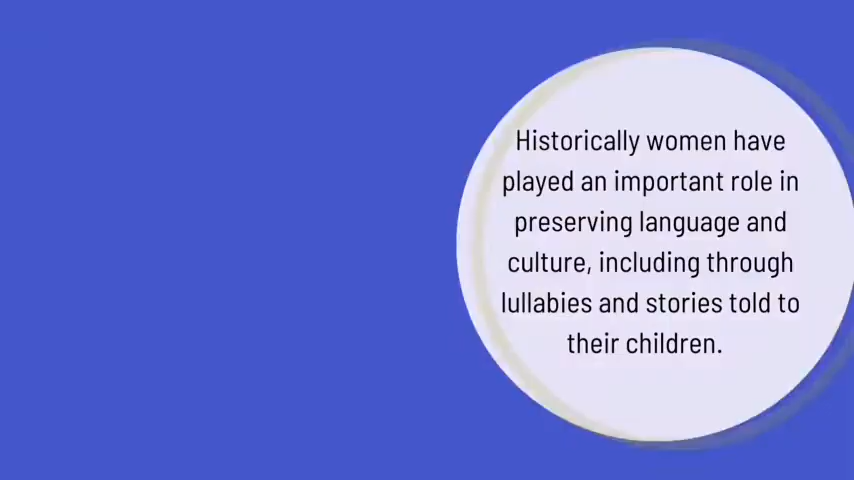 Historically women have
played an important role in
preserving language and
culture, including through
lullabies and stories told to
their children.